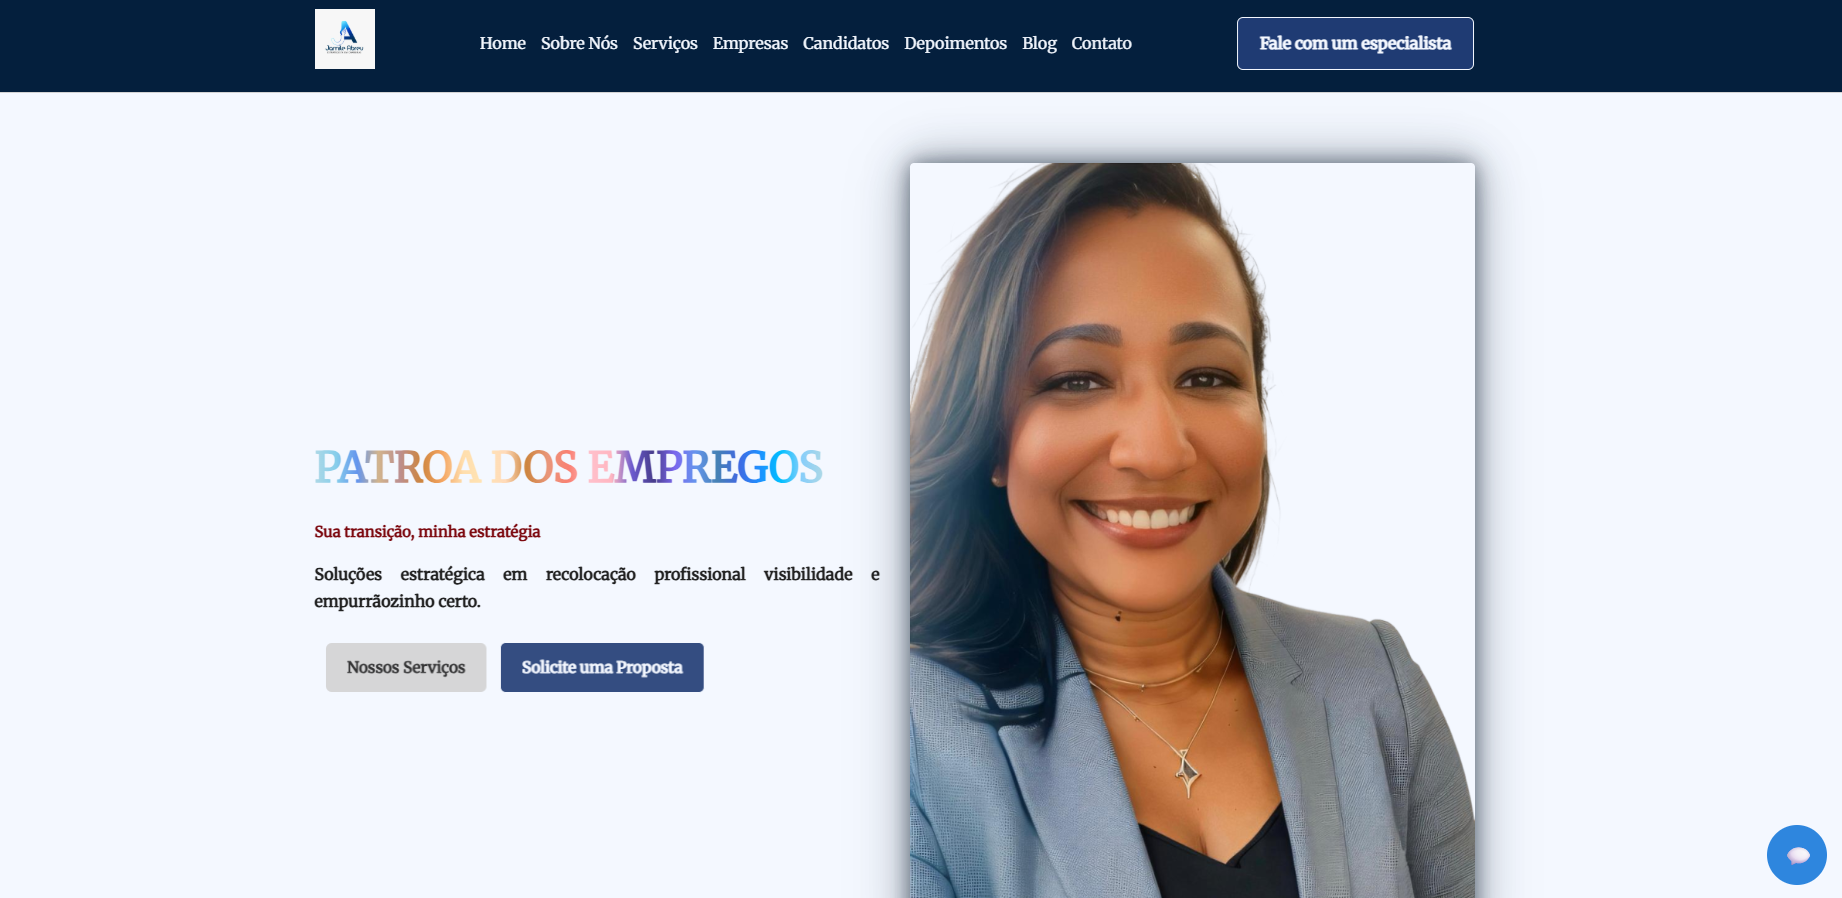 Jamile Abreu
Home Sobre Nós Serviços Empresas Candidatos Depoimentos Blog Contato
Fale com um especialista
PATROA DOS EMPREGOS
Sua transição, minha estratégia
Soluções estratégica em recolocação profissional visibilidade e
empurrãozinho certo.
Nossos Serviços
Solicite uma Proposta